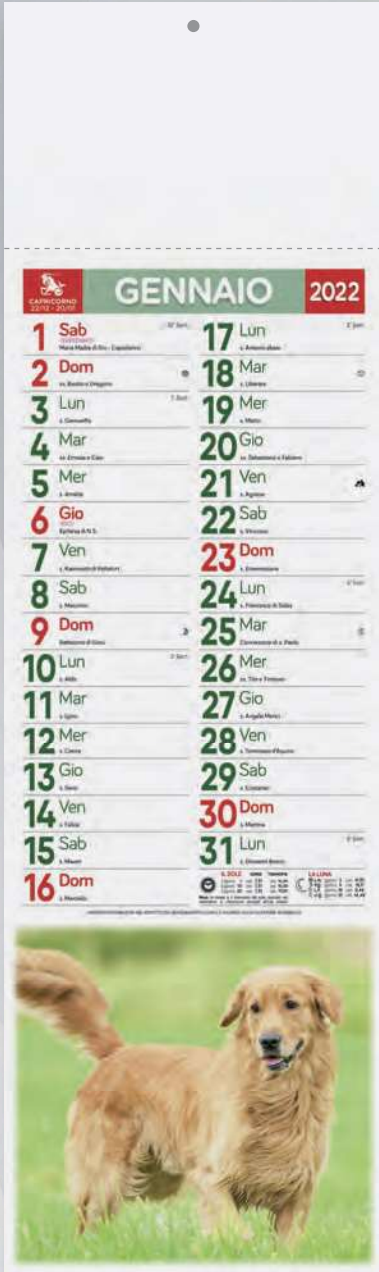 CAPRICORNO
22/12 - 20/01
GENNAIO
2022
1 Sab
Maria Madre di Dio - Capodanno
2 Dom
ss. Basilio e Gregorio
3 Lun
s. Genoveffa
4 Mar
5 Mer
s. Amelia
6 Gio
Epifania di N.S.
7 Ven
s. Raimondo di Peñafort
8 Sab
s. Massimo
9 Dom
Battesimo di Gesù
10 Lun
s. Aldo
11 Mar
s. Igino
12 Mer
13 Gio
14 Ven
s. Felice
15 Sab
s. Mauro
16 Dom
s. Marcello
17 Lun
s. Antonio abate
18 Mar
s. Liberata
19 Mer
s. Mario
20 Gio
ss. Sebastiano e Fabiano
21 Ven
s. Agnese
22 Sab
s. Vincenzo
23 Dom
s. Emerenziana
24 Lun
s. Francesco di Sales
25 Mar
Conversione di s. Paolo
26 Mer
ss. Tito e Timoteo
27 Gio
s. Angela Merici
28 Ven
s. Tommaso d'Aquino
29 Sab
s. Costanzo
30 Dom
s. Martina
31 Lun
s. Giovanni Bosco
IL SOLE
LA LUNA